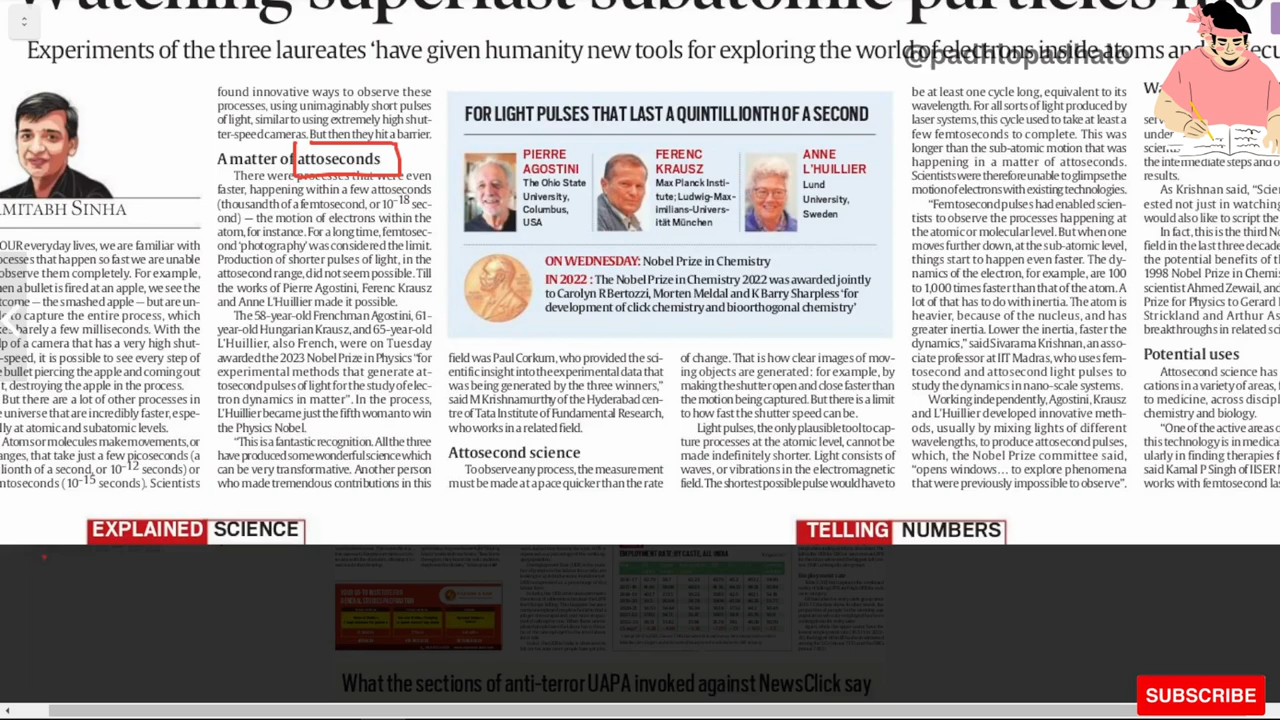 Watching superfast subatomic particles
Experiments of the three laureates ‘have given humanity new tools for exploring the world of electrons inside atoms and
@padhlopadhalo
AMITABH SINHA
OUR everyday lives, we are familiar with
processes that happen so fast we are unable
observe them completely. For example,
when a bullet is fired at an apple, we see the
outcome — the smashed apple — but are un-
capture the entire process, which
barely a few milliseconds. With the
help of a camera that has a very high shut-
speed, it is possible to see every step of
bullet piercing the apple and coming out
destroying the apple in the process.
But there are a lot of other processes in
universe that are incredibly faster, espe-
at atomic and subatomic levels.
Atoms or molecules make movements, or
changes, that take just a few picoseconds (a
of a second, or 10⁻¹² seconds) or
femtoseconds (10⁻¹⁵ seconds). Scientists
found innovative ways to observe these
processes, using unimaginably short pulses
of light, similar to using extremely high shut-
ter-speed cameras. But then they hit a barrier.
A matter of attoseconds
There were processes that were even
faster, happening within a few attoseconds
(thousandth of a femtosecond, or 10⁻¹⁸ sec-
ond) — the motion of electrons within the
atom, for instance. For a long time, femtosec-
ond ‘photography’ was considered the limit.
Production of shorter pulses of light, in the
attosecond range, did not seem possible. Till
the works of Pierre Agostini, Ferenc Krausz
and Anne L'Huillier made it possible.
The 58-year-old Frenchman Agostini, 61-
year-old Hungarian Krausz, and 65-year-old
L'Huillier, also French, were on Tuesday
awarded the 2023 Nobel Prize in Physics “for
experimental methods that generate at-
tosecond pulses of light for the study of elec-
tron dynamics in matter”. In the process,
L'Huillier became just the fifth woman to win
the Physics Nobel.
“This is a fantastic recognition. All the three
have produced some wonderful science which
can be very transformative. Another person
who made tremendous contributions in this
FOR LIGHT PULSES THAT LAST A QUINTILLIONTH OF A SECOND
PIERRE
AGOSTINI
The Ohio State
University,
Columbus,
USA
FERENC
KRAUSZ
Max Planck Insti-
tute; Ludwig-Max-
imilians-Univers-
ität München
ANNE
L'HUILLIER
Lund
University,
Sweden
ON WEDNESDAY: Nobel Prize in Chemistry
IN 2022 : The Nobel Prize in Chemistry 2022 was awarded jointly
to Carolyn R Bertozzi, Morten Meldal and K Barry Sharpless ‘for
development of click chemistry and bioorthogonal chemistry’
field was Paul Corkum, who provided the sci-
entific insight into the experimental data that
was being generated by the three winners,”
said M Krishnamurthy of the Hyderabad cen-
tre of Tata Institute of Fundamental Research,
who works in a related field.
Attosecond science
To observe any process, the measurement
must be made at a pace quicker than the rate
of change. That is how clear images of mov-
ing objects are generated: for example, by
making the shutter open and close faster than
the motion being captured. But there is a limit
to how fast the shutter speed can be.
Light pulses, the only plausible tool to cap-
ture processes at the atomic level, cannot be
made indefinitely shorter. Light consists of
waves, or vibrations in the electromagnetic
field. The shortest possible pulse would have to
be at least one cycle long, equivalent to its
wavelength. For all sorts of light produced by
laser systems, this cycle used to take at least a
few femtoseconds to complete. This was
longer than the sub-atomic motion that was
happening in a matter of attoseconds.
Scientists were therefore unable to glimpse the
motion of electrons with existing technologies.
“Femtosecond pulses had enabled scien-
tists to observe the processes happening at
the atomic or molecular level. But when one
moves further down, at the sub-atomic level,
things start to happen even faster. The dy-
namics of the electron, for example, are 100
to 1,000 times faster than that of the atom. A
lot of that has to do with inertia. The atom is
heavier, because of the nucleus, and has
greater inertia. Lower the inertia, faster the
dynamics,” said Sivarama Krishnan, an asso-
ciate professor at IIT Madras, who uses fem-
tosecond and attosecond light pulses to
study the dynamics in nano-scale systems.
Working independently, Agostini, Krausz
and L'Huillier developed innovative meth-
ods, usually by mixing lights of different
wavelengths, to produce attosecond pulses,
which, the Nobel Prize committee said,
“opens windows... to explore phenomena
that were previously impossible to observe”.
the intermediate steps and
results.
As Krishnan said, “Sci
ested not just in watching
would also like to script the
In fact, this is the third No
field in the last three decad
the potential benefits of th
1998 Nobel Prize in Chemis
scientist Ahmed Zewail, and
Prize for Physics to Gerard
Strickland and Arthur As
breakthroughs in related sc
Potential uses
Attosecond science has
cations in a variety of areas,
to medicine, across discipl
chemistry and biology.
“One of the active areas o
this technology is in medical
ularly in finding therapies f
said Kamal P Singh of IISER M
works with femtosecond las
EXPLAINED SCIENCE
TELLING NUMBERS
EMPLOYMENT RATE, BY CASTE, ALL INDIA
What the sections of anti-terror UAPA invoked against NewsClick say
SUBSCRIBE